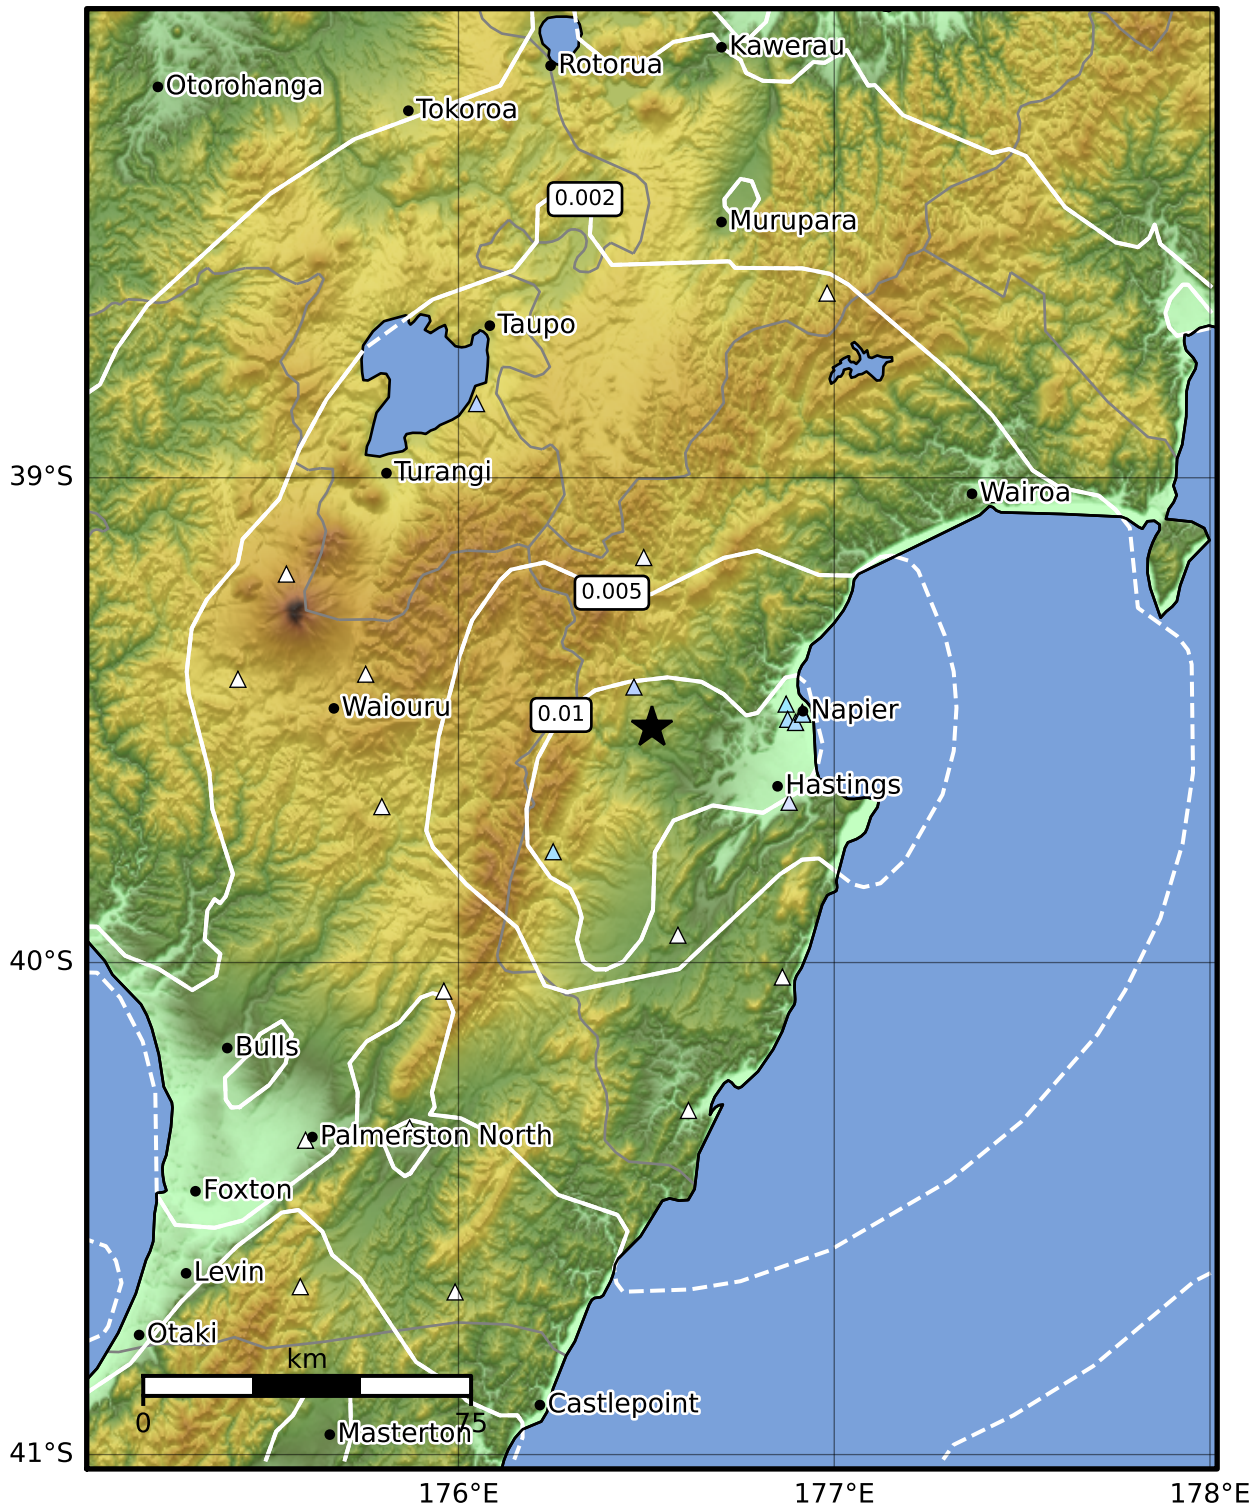 Kawerau
Rotorua
Otorohanga
Tokoroa
0.002
Murupara
Taupo
Turangi
39°S
Wairoa
0.005
Waiouru
0.01
Napier
Hastings
40°S
Bulls
Palmerston North
Foxton
Levin
Otaki
km
0
75
Castlepoint
Masterton
41°S
176°E
177°E
178°E